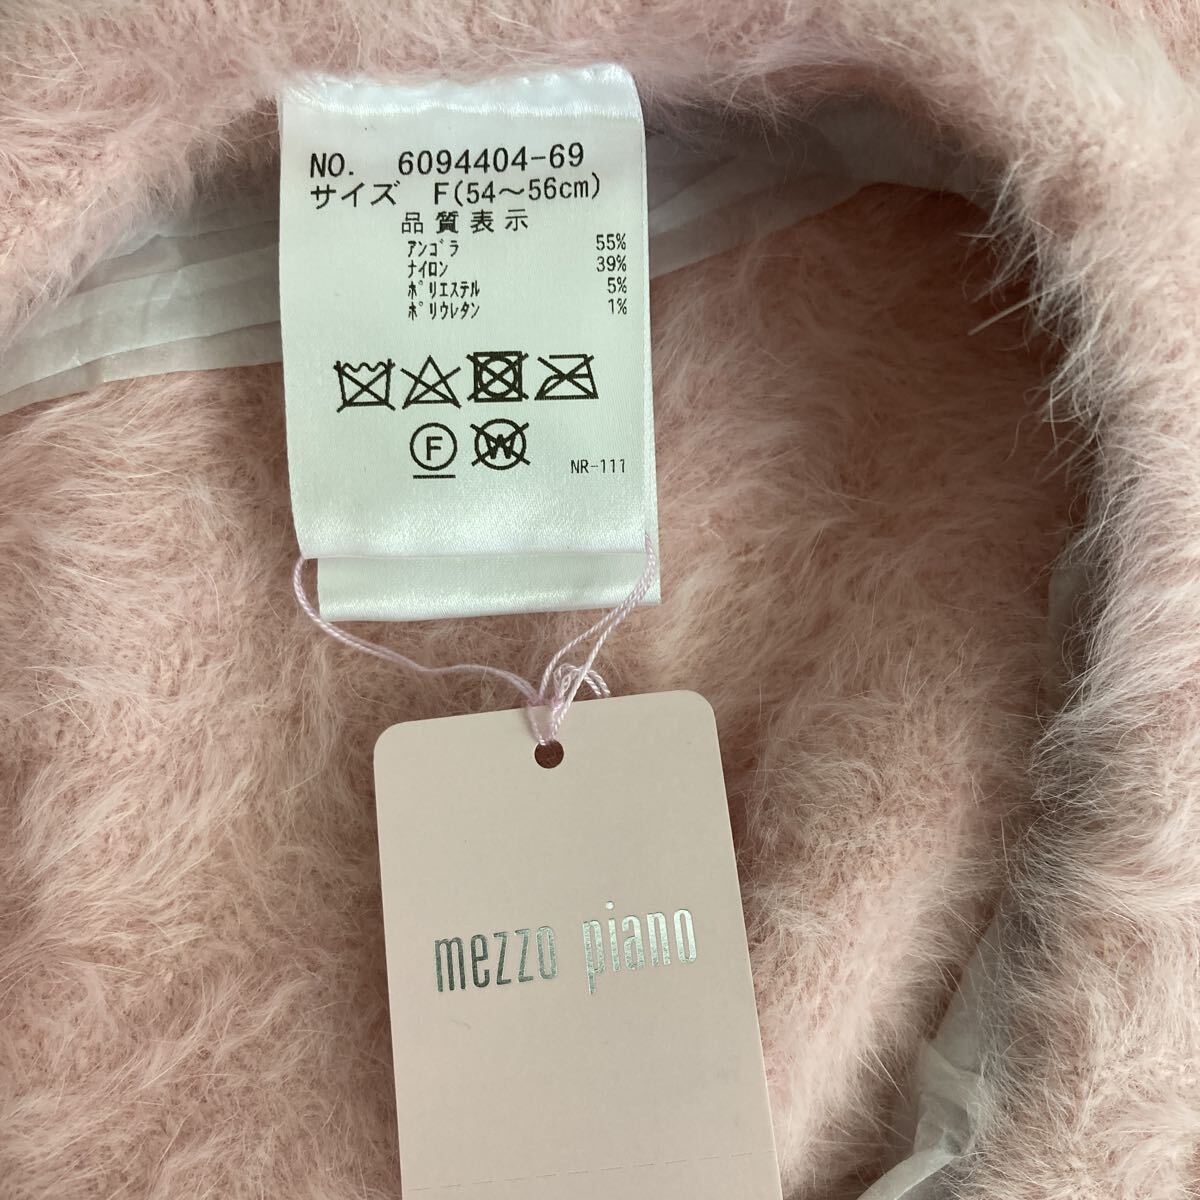 NO. 6094404-69
サイズ F(54〜56cm)
品質表示
アンゴラ 55%
ナイロン 39%
ポリエステル 5%
ポリウレタン 1%
F W
NR-111
mezzo piano